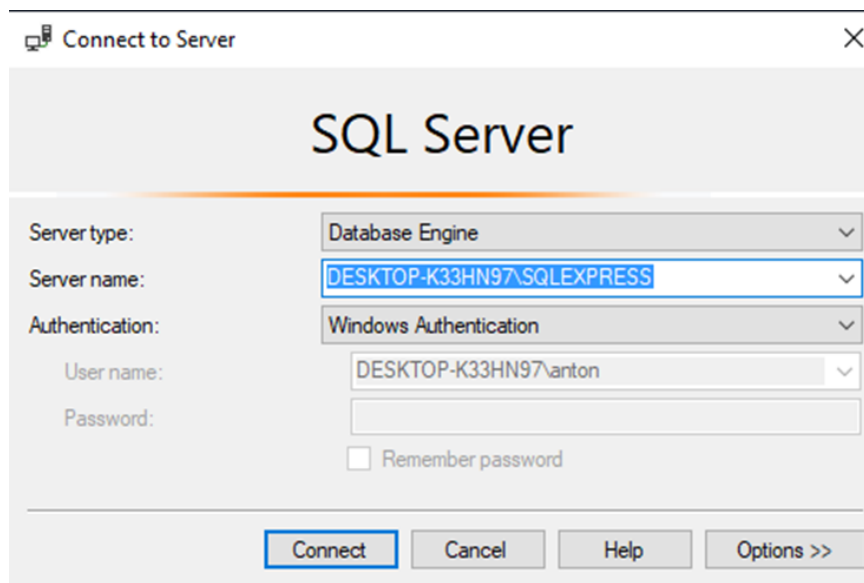 Connect to Server
SQL Server
Server type: Database Engine
Server name: DESKTOP-K33HN97\SQLEXPRESS
Authentication: Windows Authentication
User name: DESKTOP-K33HN97\anton
Password:
Remember password
Connect Cancel Help Options >>